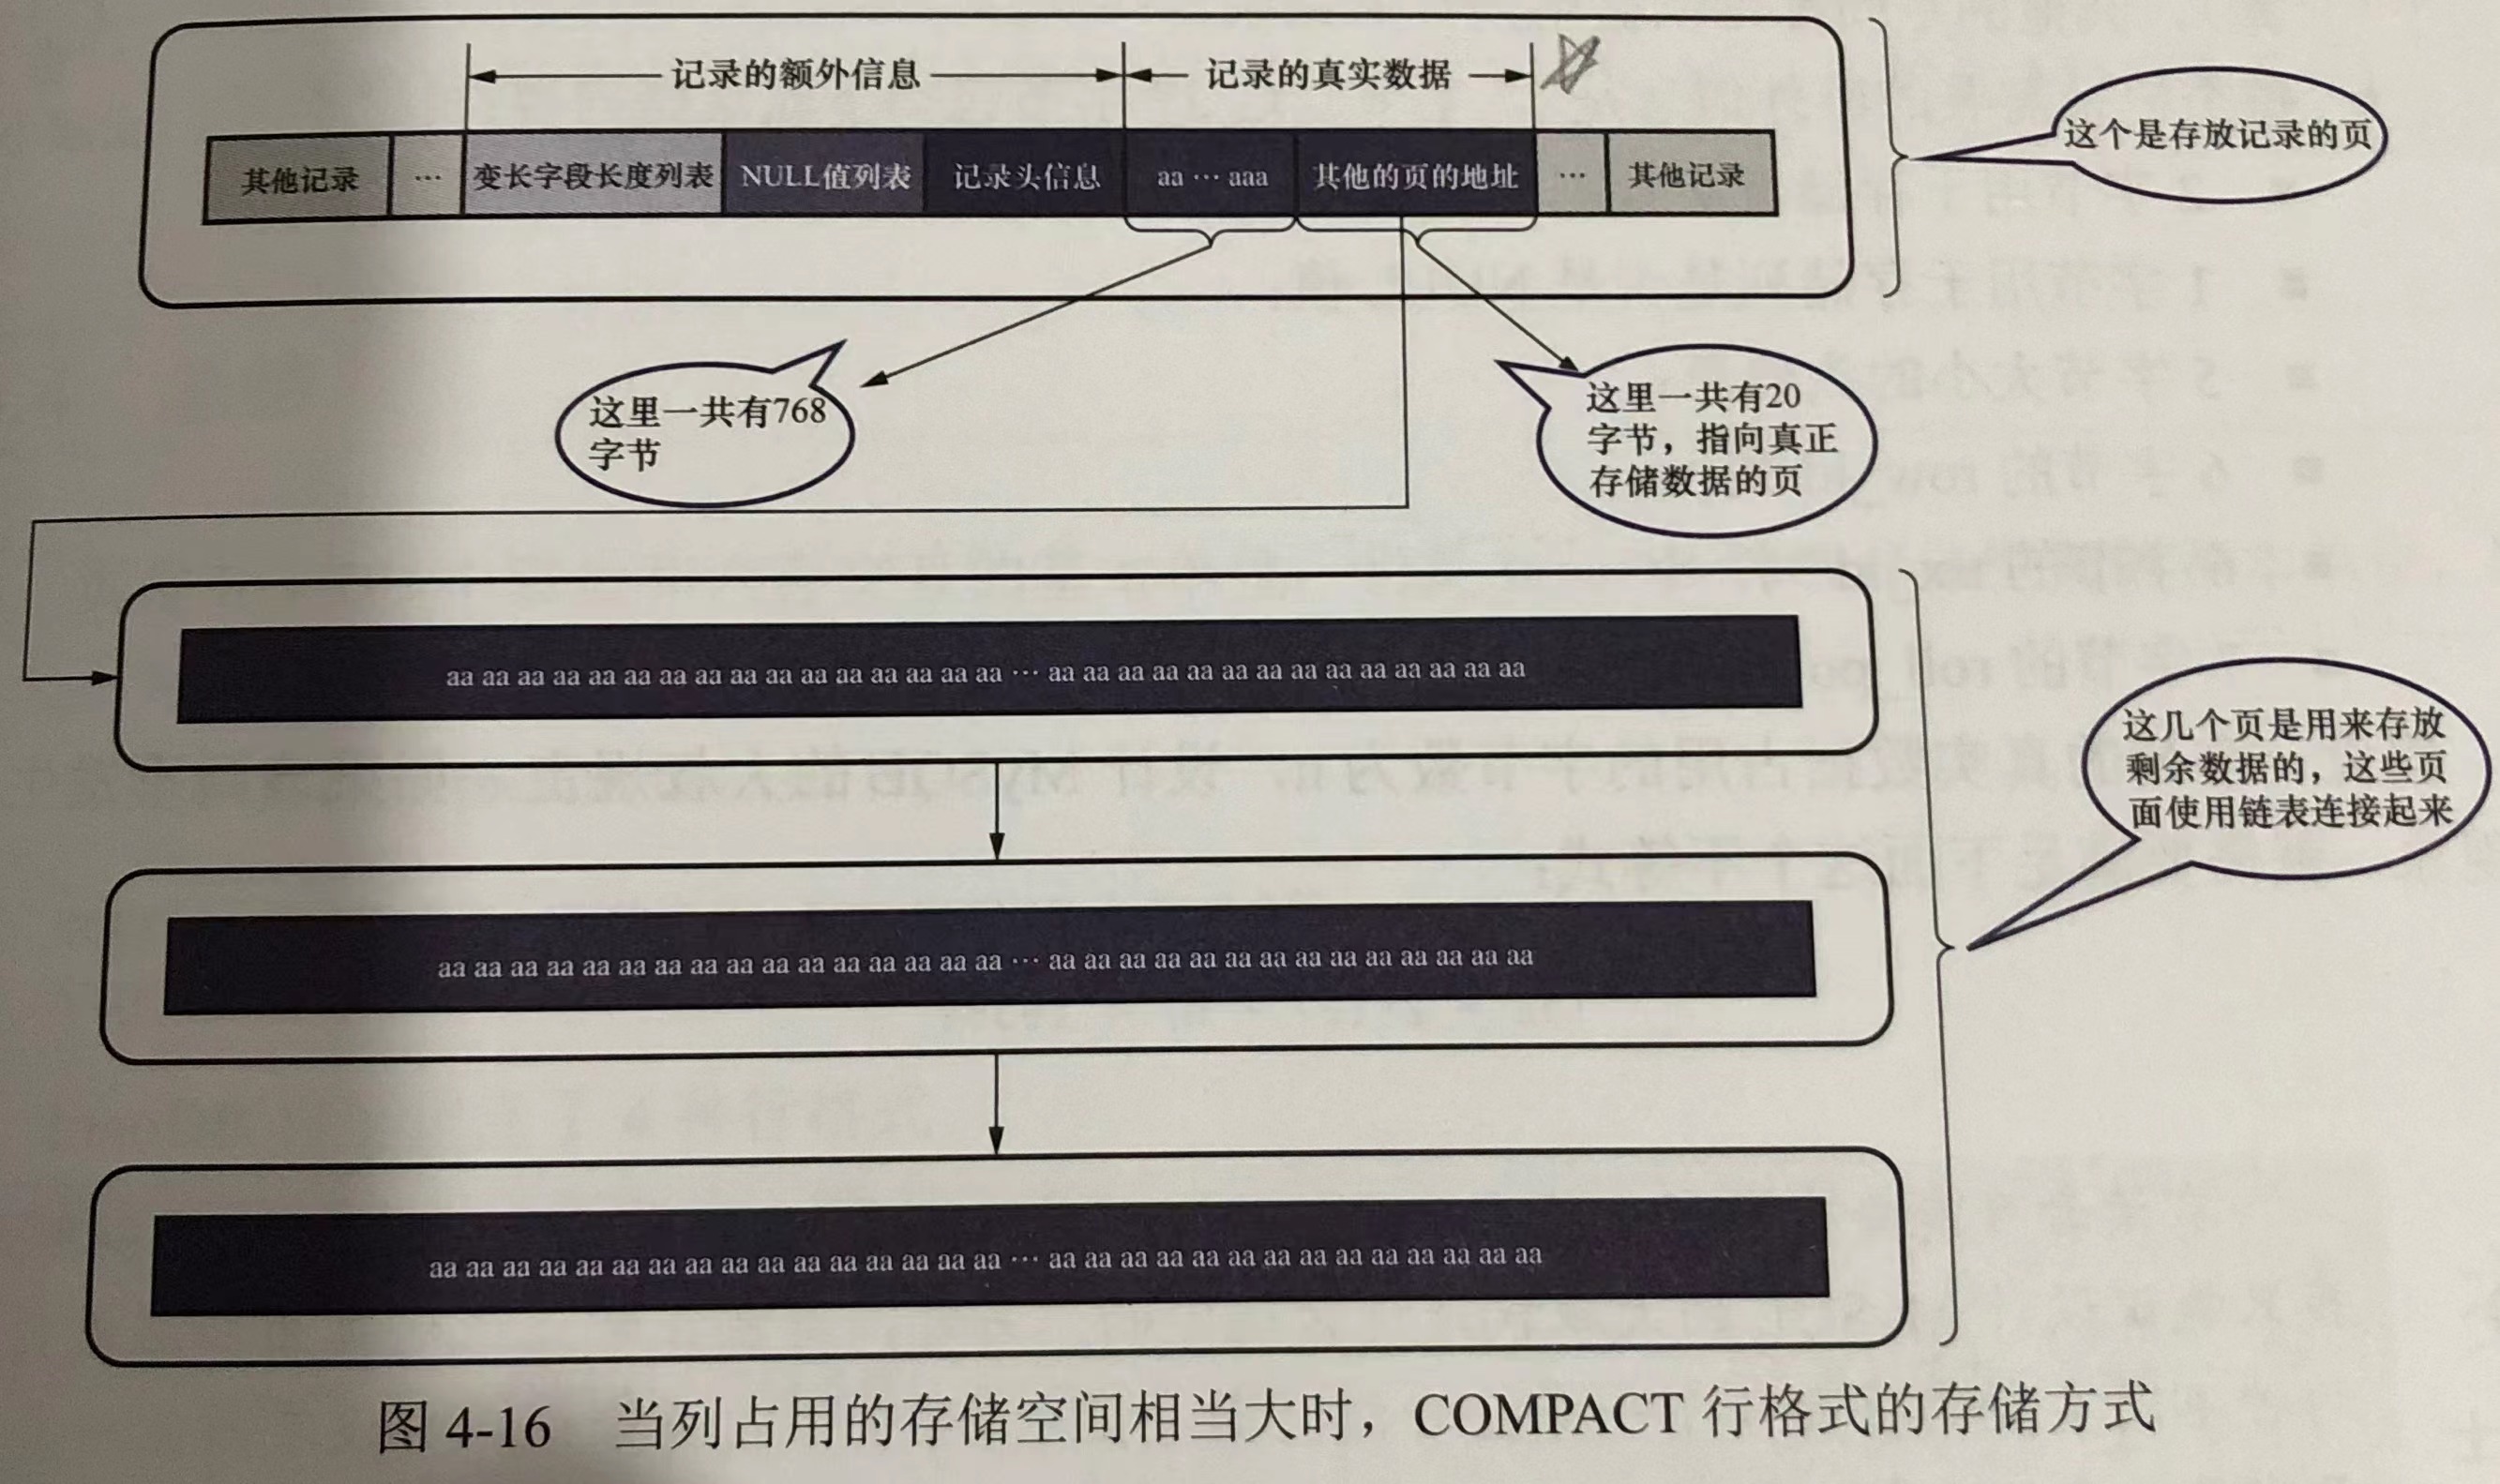 记录的额外信息
记录的真实数据
其他记录 … 变长字段长度列表 NULL值列表 记录头信息 aa … aaa 其他的页的地址 … 其他记录
这个是存放记录的页
这里一共有768
字节
这里一共有20
字节，指向真正
存储数据的页
aa aa aa aa aa aa aa aa aa aa aa aa aa aa aa aa … aa aa aa aa aa aa aa aa aa aa aa aa aa aa
这几个页是用来存放
剩余数据的，这些页
面使用链表连接起来
aa aa aa aa aa aa aa aa aa aa aa aa aa aa aa aa … aa aa aa aa aa aa aa aa aa aa aa aa aa aa
aa aa aa aa aa aa aa aa aa aa aa aa aa aa aa aa … aa aa aa aa aa aa aa aa aa aa aa aa aa aa
图 4-16 当列占用的存储空间相当大时，COMPACT 行格式的存储方式